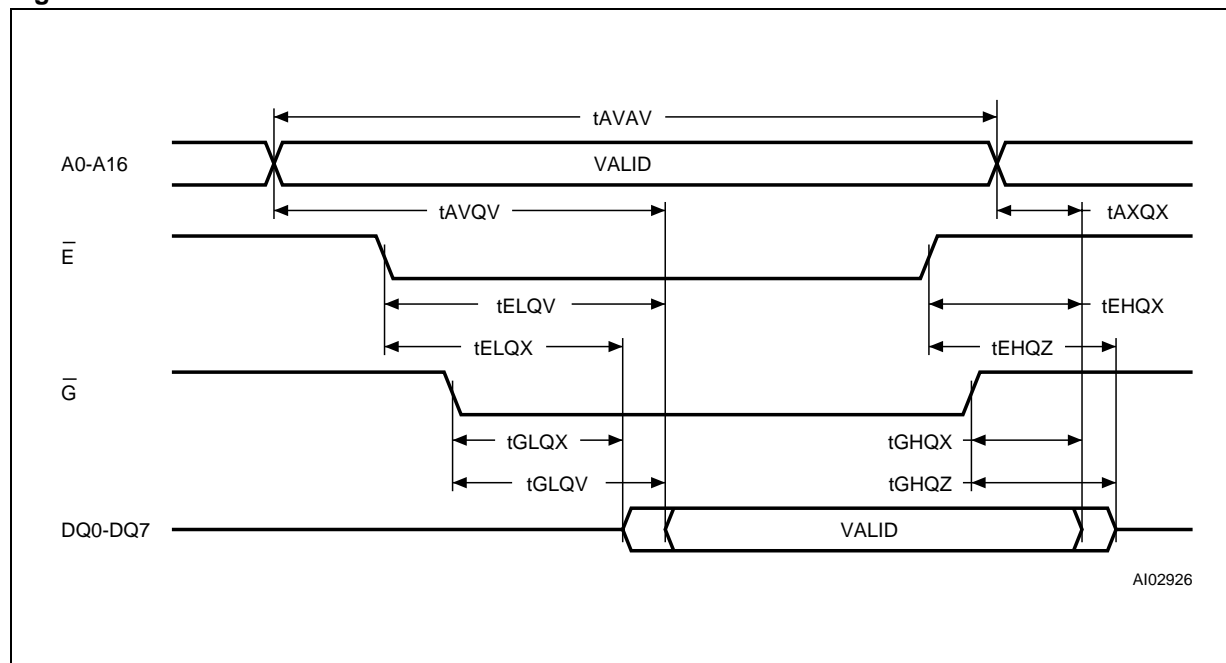 tAVAV
A0-A16
VALID
tAVQV
tAXQX
E̅
tELQV
tEHQX
tELQX
tEHQZ
G̅
tGLQX
tGHQX
tGLQV
tGHQZ
DQ0-DQ7
VALID
AI02926